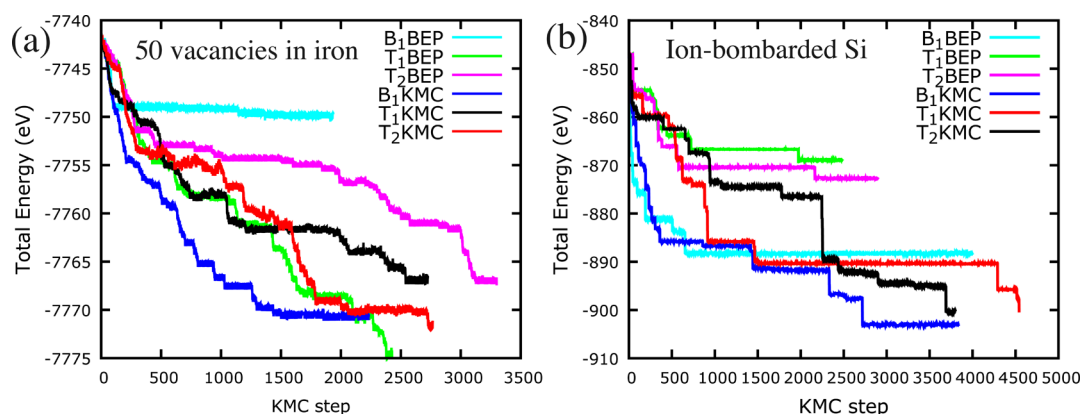 (a)
50 vacancies in iron
B₁BEP
T₁BEP
T₂BEP
B₁KMC
T₁KMC
T₂KMC
Total Energy (eV)
-7740
-7745
-7750
-7755
-7760
-7765
-7770
-7775
0 500 1000 1500 2000 2500 3000 3500
KMC step
(b)
Ion-bombarded Si
B₁BEP
T₁BEP
T₂BEP
B₁KMC
T₁KMC
T₂KMC
Total Energy (eV)
-840
-850
-860
-870
-880
-890
-900
-910
0 500 1000 1500 2000 2500 3000 3500 4000 4500 5000
KMC step